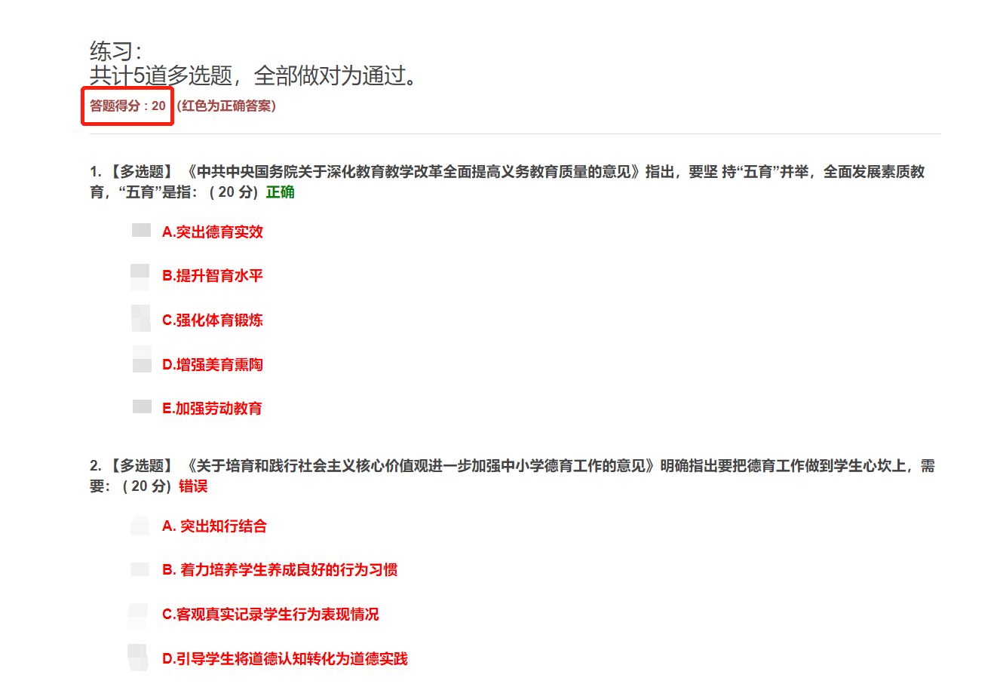 练习：
共计5道多选题，全部做对为通过。
答题得分 : 20 (红色为正确答案)
1. 【多选题】 《中共中央国务院关于深化教育教学改革全面提高义务教育质量的意见》指出，要坚 持“五育”并举，全面发展素质教
育，“五育”是指： ( 20 分) 正确
A.突出德育实效
B.提升智育水平
C.强化体育锻炼
D.增强美育熏陶
E.加强劳动教育
2. 【多选题】 《关于培育和践行社会主义核心价值观进一步加强中小学德育工作的意见》明确指出要把德育工作做到学生心坎上，需
要： ( 20 分) 错误
A. 突出知行结合
B. 着力培养学生养成良好的行为习惯
C.客观真实记录学生行为表现情况
D.引导学生将道德认知转化为道德实践